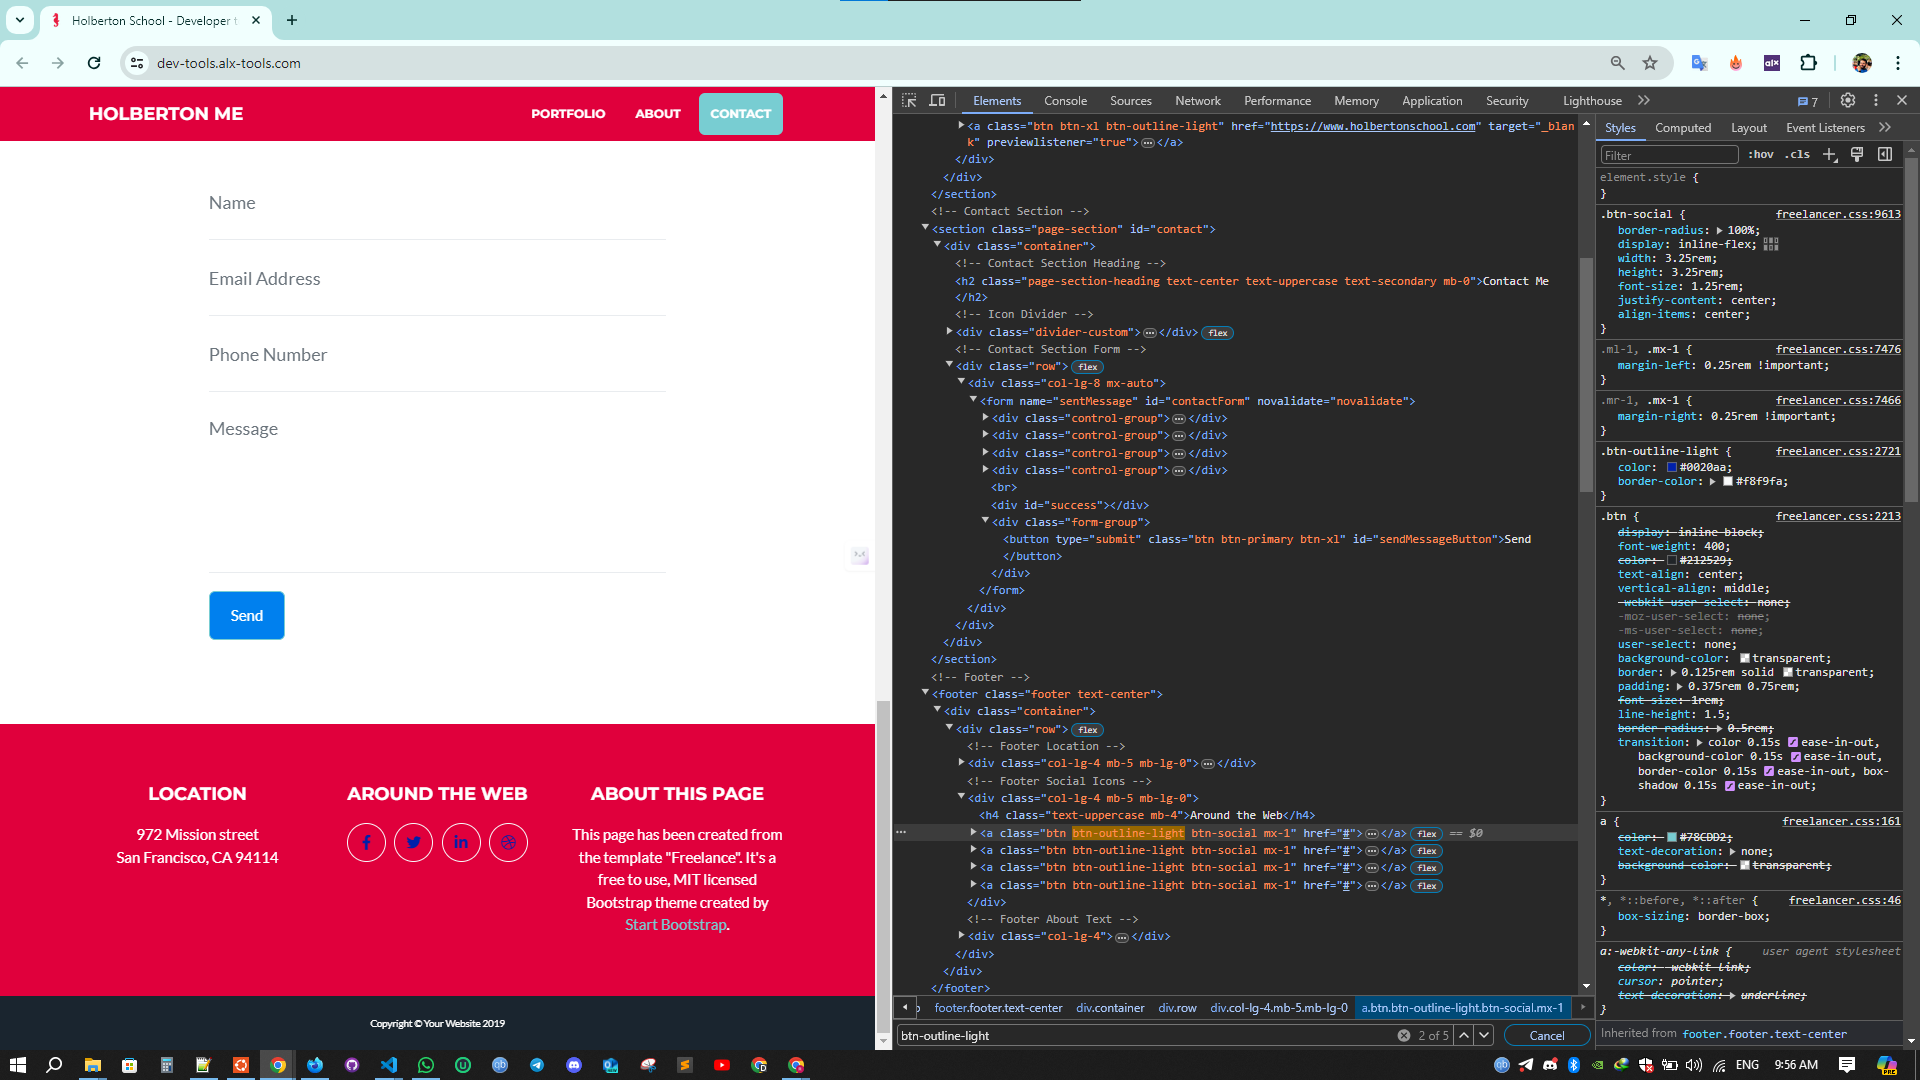 Holberton School - Developer t
dev-tools.alx-tools.com
HOLBERTON ME
PORTFOLIO
ABOUT
CONTACT
Name
Email Address
Phone Number
Message
Send
LOCATION
972 Mission street
San Francisco, CA 94114
AROUND THE WEB
ABOUT THIS PAGE
This page has been created from
the template "Freelance". It's a
free to use, MIT licensed
Bootstrap theme created by
Start Bootstrap.
Copyright © Your Website 2019
Elements Console Sources Network Performance Memory Application Security Lighthouse 7
<a class="btn btn-xl btn-outline-light" href="https://www.holbertonschool.com" target="_blan
k" previewlistener="true">…</a>
</div>
</div>
</section>
<!-- Contact Section -->
<section class="page-section" id="contact">
<div class="container">
<!-- Contact Section Heading -->
<h2 class="page-section-heading text-center text-uppercase text-secondary mb-0">Contact Me
</h2>
<!-- Icon Divider -->
<div class="divider-custom">…</div> flex
<!-- Contact Section Form -->
<div class="row"> flex
<div class="col-lg-8 mx-auto">
<form name="sentMessage" id="contactForm" novalidate="novalidate">
<div class="control-group">…</div>
<div class="control-group">…</div>
<div class="control-group">…</div>
<div class="control-group">…</div>
<br>
<div id="success"></div>
<div class="form-group">
<button type="submit" class="btn btn-primary btn-xl" id="sendMessageButton">Send
</button>
</div>
</form>
</div>
</div>
</div>
</section>
<!-- Footer -->
<footer class="footer text-center">
<div class="container">
<div class="row"> flex
<!-- Footer Location -->
<div class="col-lg-4 mb-5 mb-lg-0">…</div>
<!-- Footer Social Icons -->
<div class="col-lg-4 mb-5 mb-lg-0">
<h4 class="text-uppercase mb-4">Around the Web</h4>
<a class="btn btn-outline-light btn-social mx-1" href="#">…</a> flex == $0
<a class="btn btn-outline-light btn-social mx-1" href="#">…</a> flex
<a class="btn btn-outline-light btn-social mx-1" href="#">…</a> flex
<a class="btn btn-outline-light btn-social mx-1" href="#">…</a> flex
</div>
<!-- Footer About Text -->
<div class="col-lg-4">…</div>
</div>
</div>
</footer>
footer.footer.text-center div.container div.row div.col-lg-4.mb-5.mb-lg-0 a.btn.btn-outline-light.btn-social.mx-1
btn-outline-light 2 of 5 Cancel
Styles Computed Layout Event Listeners
Filter :hov .cls
element.style {
}
.btn-social { freelancer.css:9613
border-radius: 100%;
display: inline-flex;
width: 3.25rem;
height: 3.25rem;
font-size: 1.25rem;
justify-content: center;
align-items: center;
}
.ml-1, .mx-1 { freelancer.css:7476
margin-left: 0.25rem !important;
}
.mr-1, .mx-1 { freelancer.css:7466
margin-right: 0.25rem !important;
}
.btn-outline-light { freelancer.css:2721
color: #0020aa;
border-color: #f8f9fa;
}
.btn { freelancer.css:2213
display: inline-block;
font-weight: 400;
color: #212529;
text-align: center;
vertical-align: middle;
-webkit-user-select: none;
-moz-user-select: none;
-ms-user-select: none;
user-select: none;
background-color: transparent;
border: 0.125rem solid transparent;
padding: 0.375rem 0.75rem;
font-size: 1rem;
line-height: 1.5;
border-radius: 0.5rem;
transition: color 0.15s ease-in-out,
background-color 0.15s ease-in-out,
border-color 0.15s ease-in-out, box-
shadow 0.15s ease-in-out;
}
a { freelancer.css:161
color: #78CDD2;
text-decoration: none;
background-color: transparent;
}
*, *::before, *::after { freelancer.css:46
box-sizing: border-box;
}
a:-webkit-any-link { user agent stylesheet
color: -webkit-link;
cursor: pointer;
text-decoration: underline;
}
Inherited from footer.footer.text-center
ENG 9:56 AM